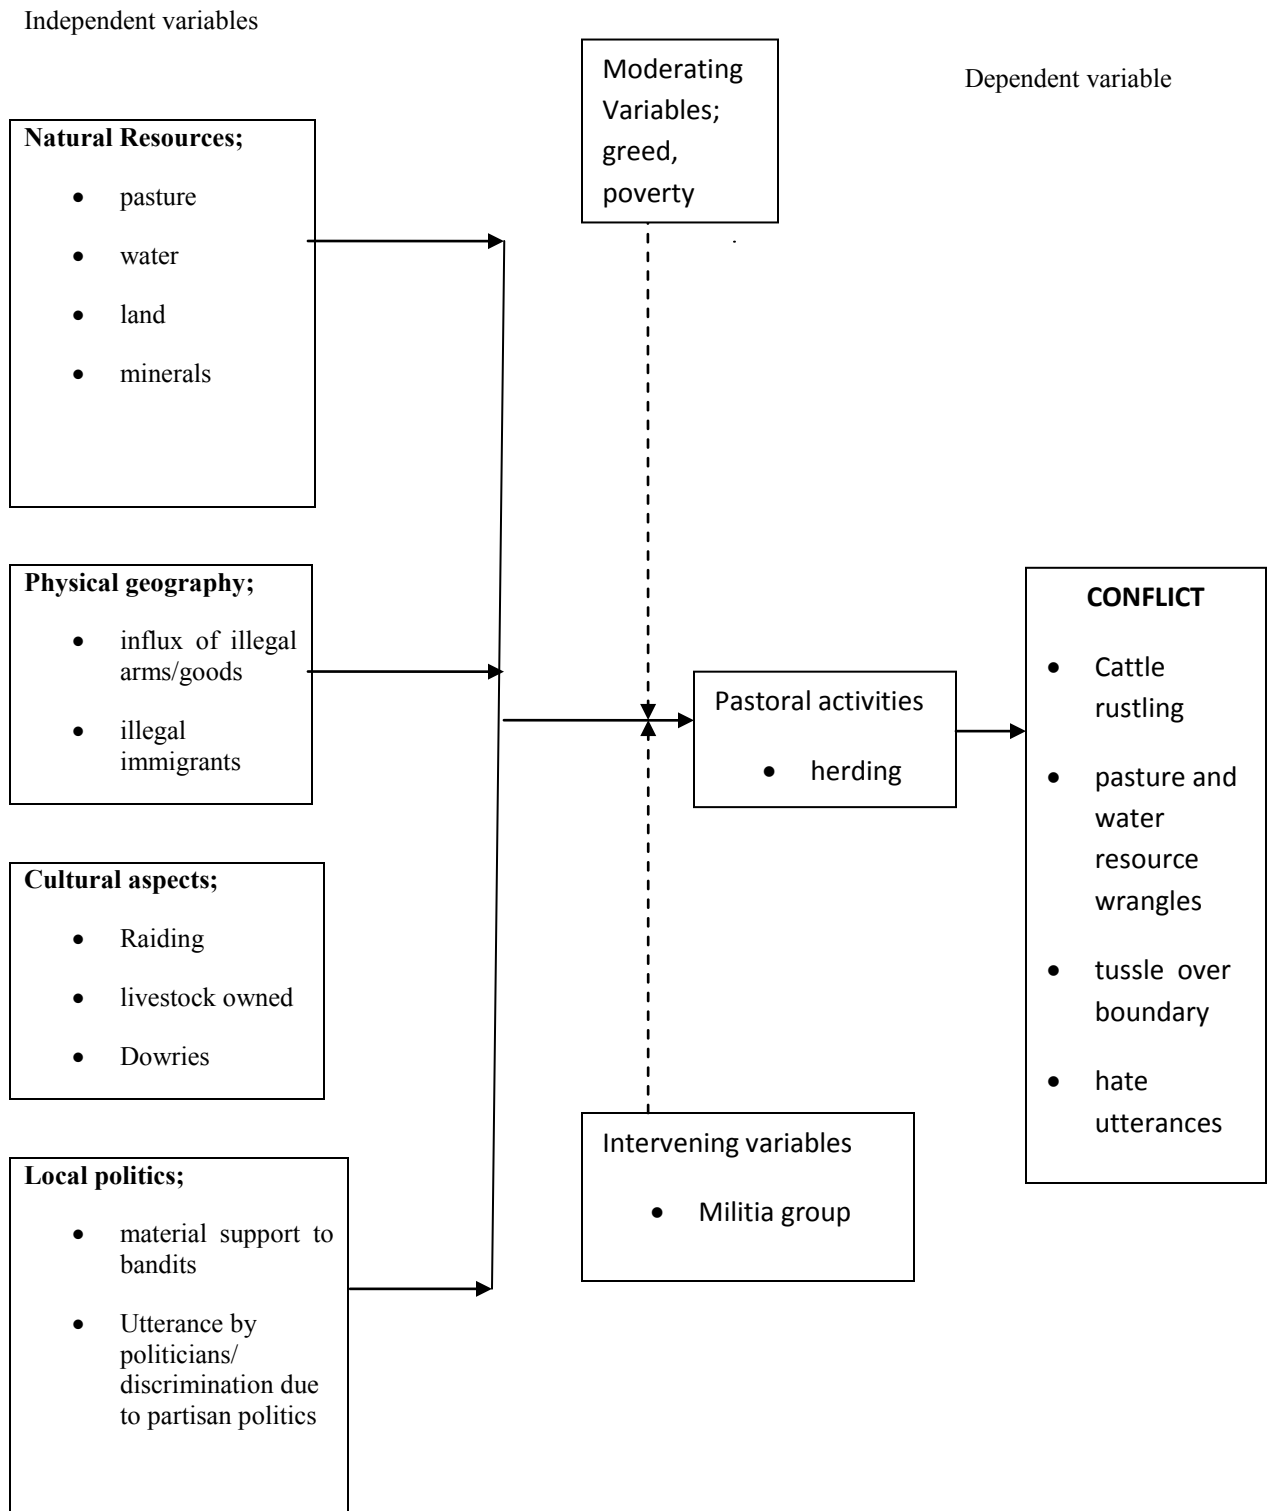 Independent variables
Moderating
Variables;
greed,
poverty
Dependent variable
Natural Resources;
• pasture
• water
• land
• minerals
Physical geography;
• influx of illegal
arms/goods
• illegal
immigrants
Cultural aspects;
• Raiding
• livestock owned
• Dowries
Local politics;
• material support to
bandits
• Utterance by
politicians/
discrimination due
to partisan politics
Pastoral activities
• herding
Intervening variables
• Militia group
CONFLICT
• Cattle
rustling
• pasture and
water
resource
wrangles
• tussle over
boundary
• hate
utterances